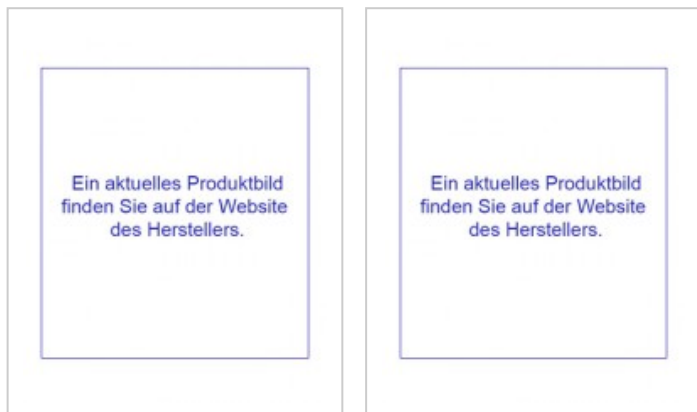 Ein aktuelles Produktbild
finden Sie auf der Website
des Herstellers.
Ein aktuelles Produktbild
finden Sie auf der Website
des Herstellers.